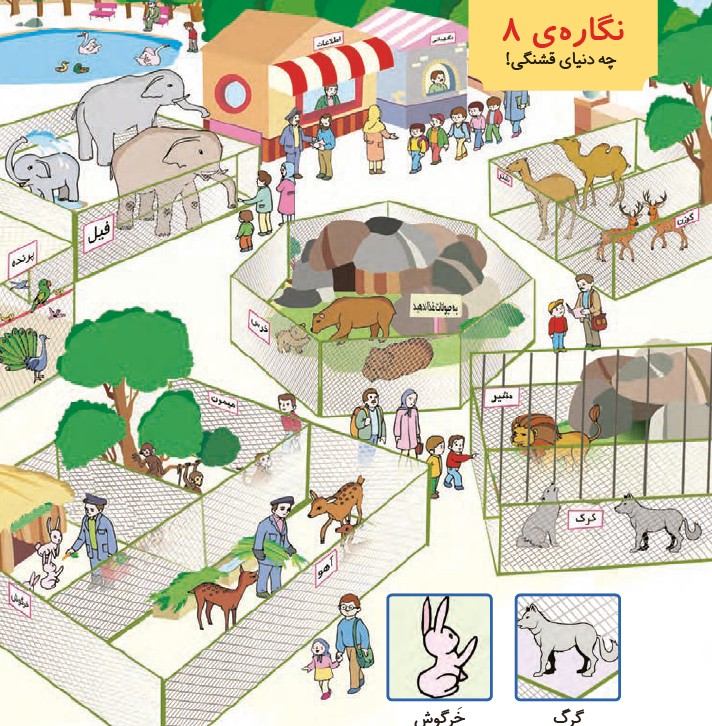 نگاره‌ی ۸
چه دنیای قشنگی!
اطلاعات
شتر
گوزن
فیل
پرنده
به حیوانات غذا ندهید
خرس
شیر
میمون
گرگ
آهو
خرگوش
خَرگوش
گرگ